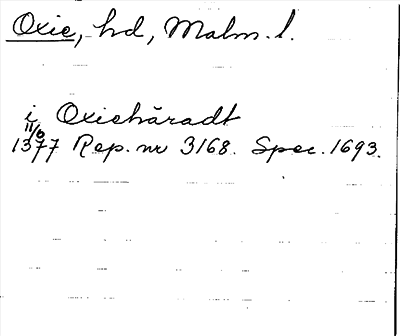 Oxie, hd, Malm. l.
i Oxiehäradt
11/6
1377 Rep. nr 3168. Spec. 1693.